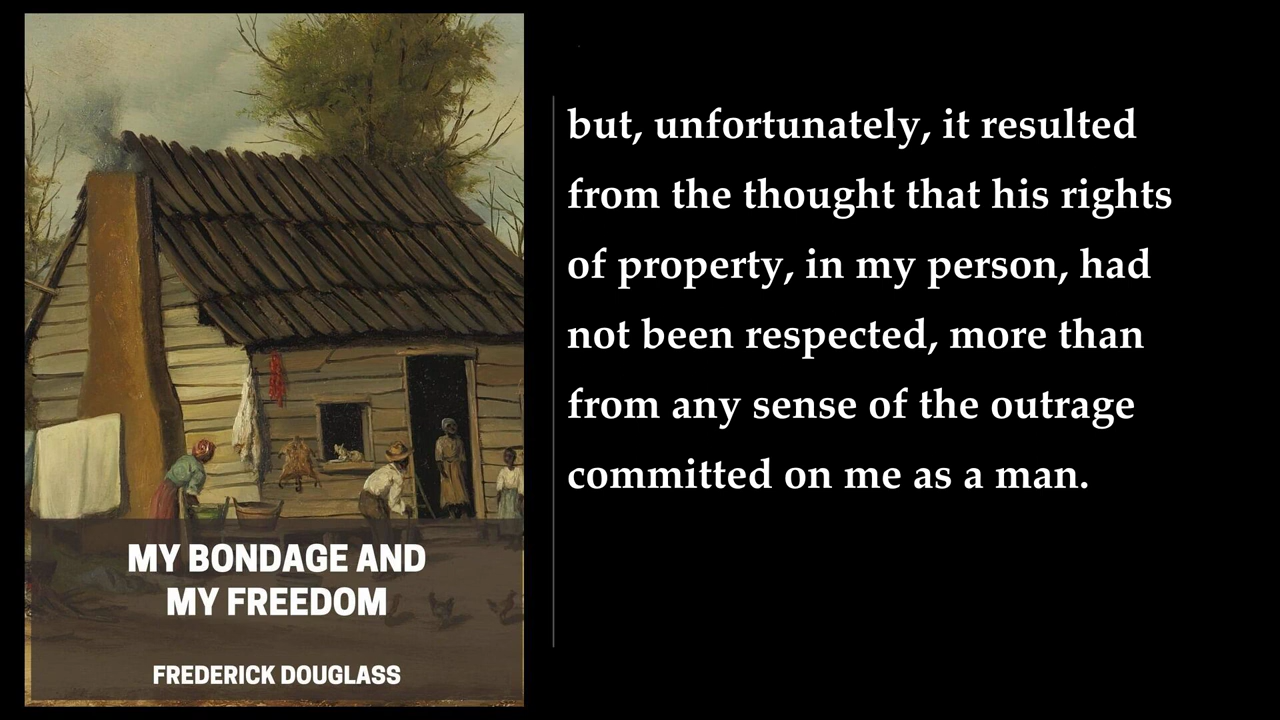 MY BONDAGE AND
MY FREEDOM
FREDERICK DOUGLASS
but, unfortunately, it resulted
from the thought that his rights
of property, in my person, had
not been respected, more than
from any sense of the outrage
committed on me as a man.